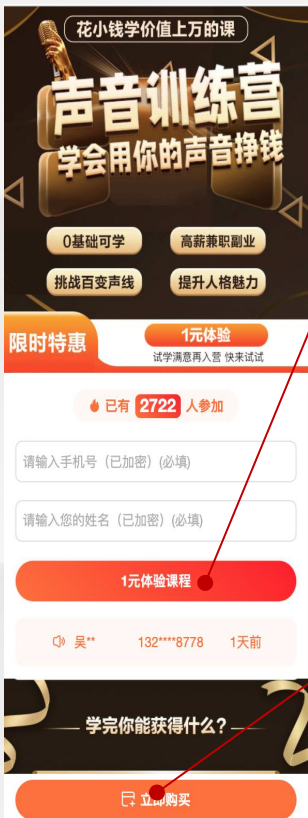 花小钱学价值上万的课
声音训练营
学会用你的声音挣钱
0基础可学
高薪兼职副业
挑战百变声线
提升人格魅力
限时特惠
1元体验
试学满意再入营 快来试试
已有 2722 人参加
请输入手机号（已加密）(必填)
请输入您的姓名（已加密）(必填)
1元体验课程
吴** 132****8778 1天前
学完你能获得什么?
立即购买